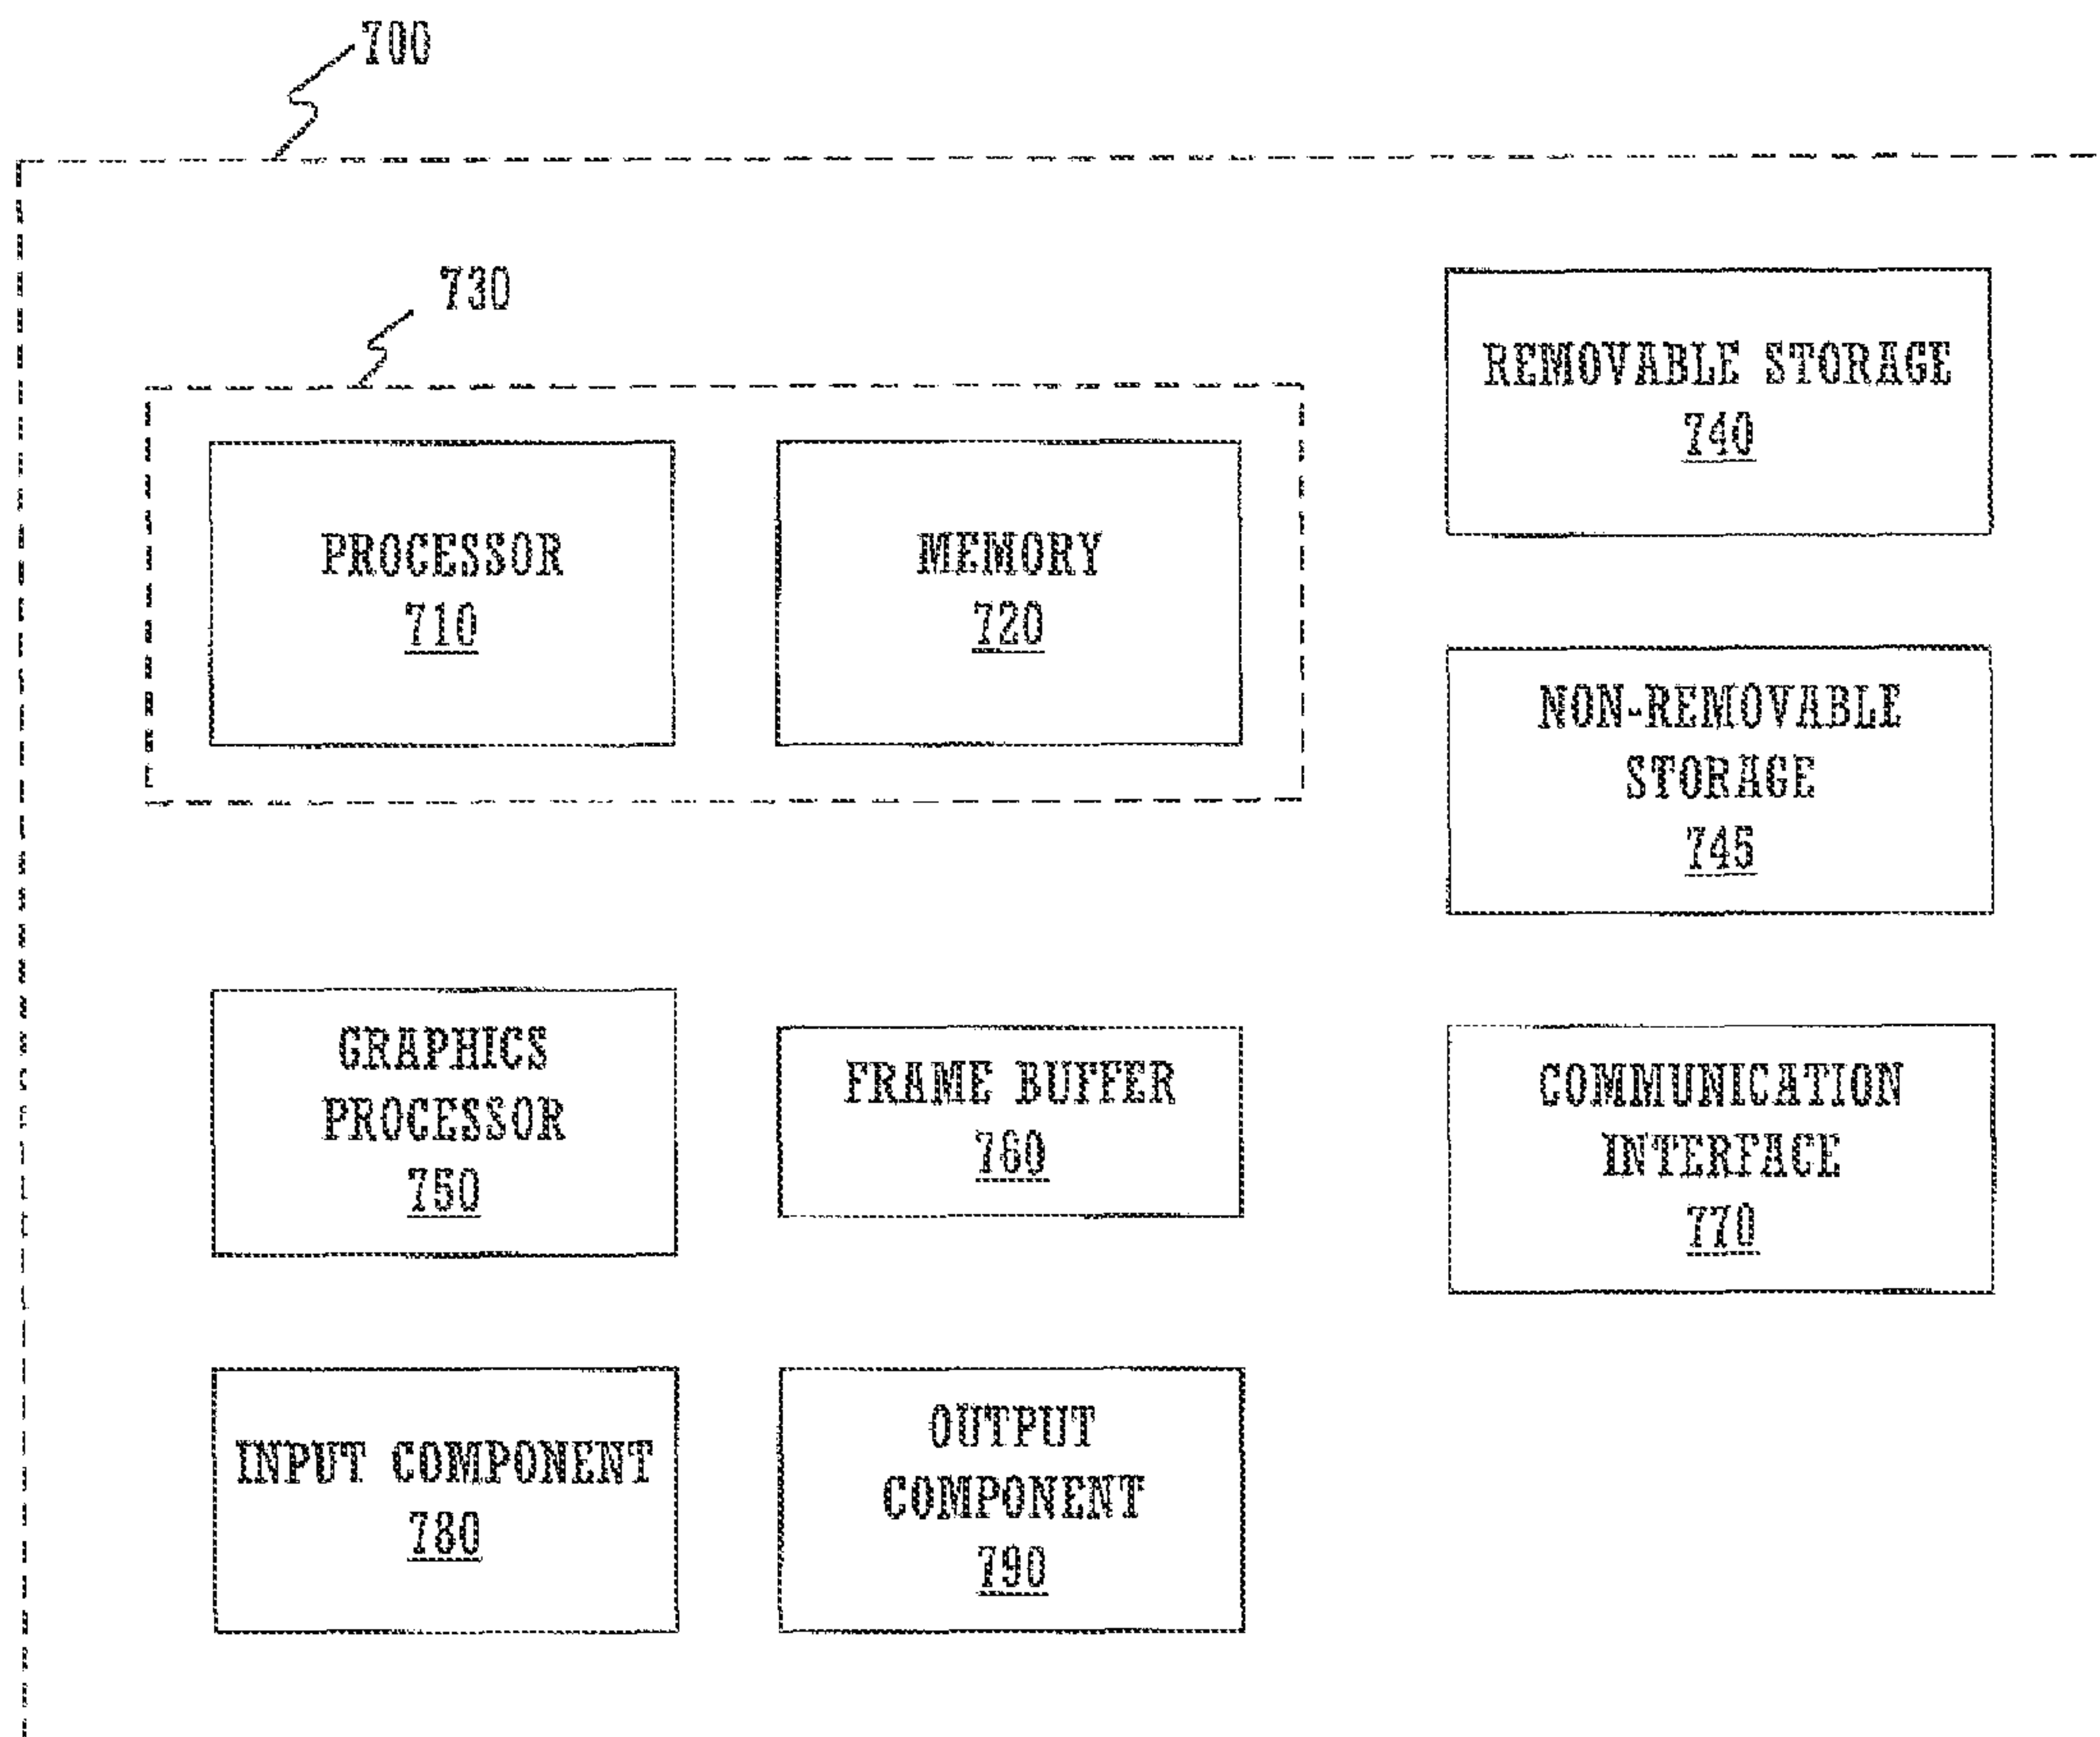 700
730
REMOVABLE STORAGE
740
PROCESSOR
710
MEMORY
720
NON-REMOVABLE
STORAGE
745
GRAPHICS
PROCESSOR
750
FRAME BUFFER
760
COMMUNICATION
INTERFACE
770
INPUT COMPONENT
780
OUTPUT
COMPONENT
790